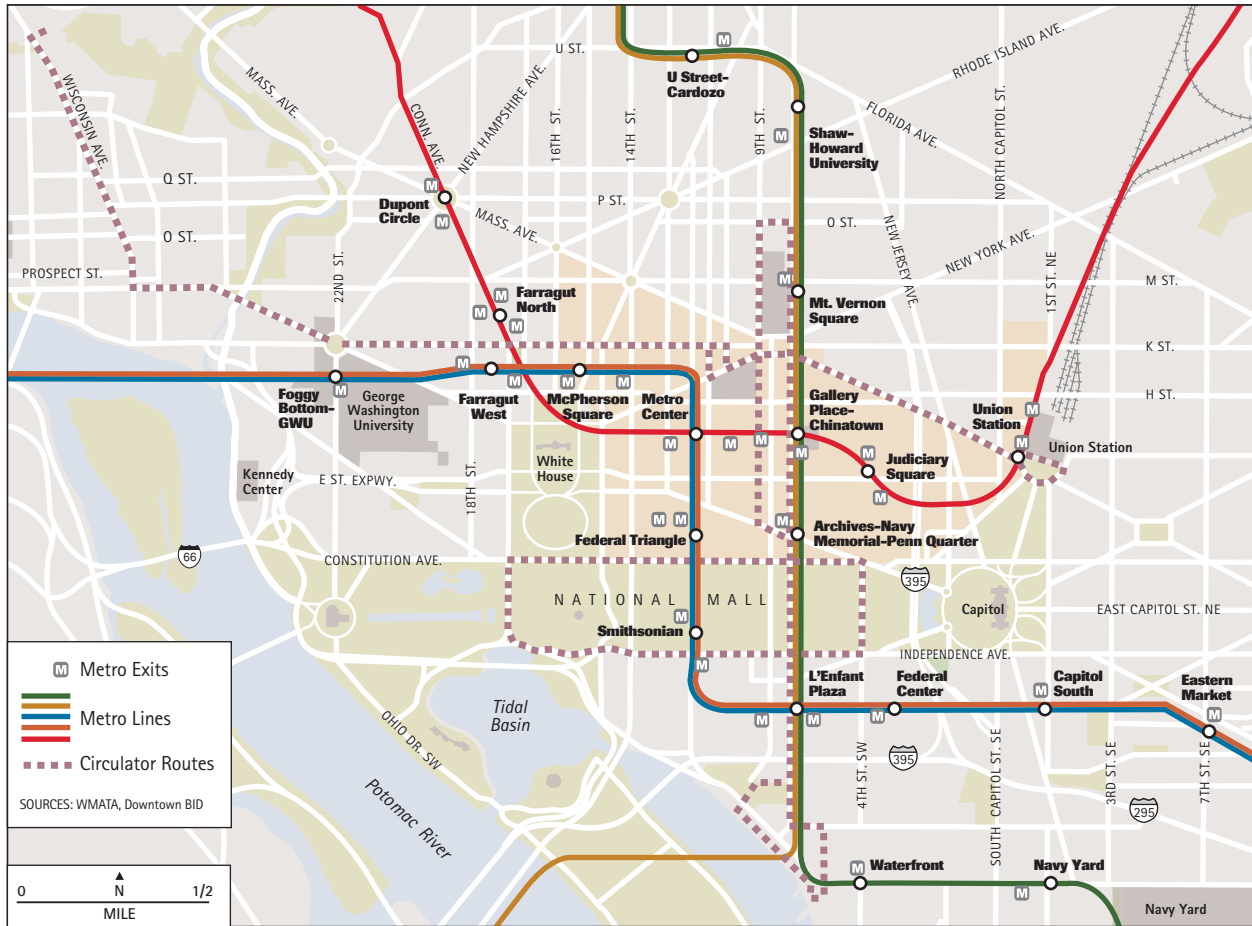 U ST.
U Street-
Cardozo
RHODE ISLAND AVE.
WISCONSIN AVE.
MASS. AVE.
CONN. AVE.
NEW HAMPSHIRE AVE.
16TH ST.
14TH ST.
9TH ST.
Shaw-
Howard
University
FLORIDA AVE.
NORTH CAPITOL ST.
Q ST.
Dupont
Circle
P ST.
MASS. AVE.
O ST.
O ST.
NEW JERSEY AVE.
NEW YORK AVE.
1ST ST. NE
PROSPECT ST.
22ND ST.
M ST.
Farragut
North
Mt. Vernon
Square
K ST.
Foggy
Bottom-
GWU
George
Washington
University
Farragut
West
McPherson
Square
Metro
Center
Gallery
Place-
Chinatown
H ST.
Union
Station
Union Station
Judiciary
Square
White
House
Kennedy
Center
E ST. EXPWY.
18TH ST.
Federal Triangle
Archives-Navy
Memorial-Penn Quarter
66
CONSTITUTION AVE.
395
NATIONAL MALL
Capitol
EAST CAPITOL ST. NE
Smithsonian
INDEPENDENCE AVE.
L'Enfant
Plaza
Federal
Center
Capitol
South
Eastern
Market
Tidal
Basin
OHIO DR. SW
Potomac River
4TH ST. SW
395
SOUTH CAPITOL ST. SE
3RD ST. SE
7TH ST. SE
295
Waterfront
Navy Yard
Navy Yard
M Metro Exits
Metro Lines
Circulator Routes
SOURCES: WMATA, Downtown BID
0 N 1/2
MILE